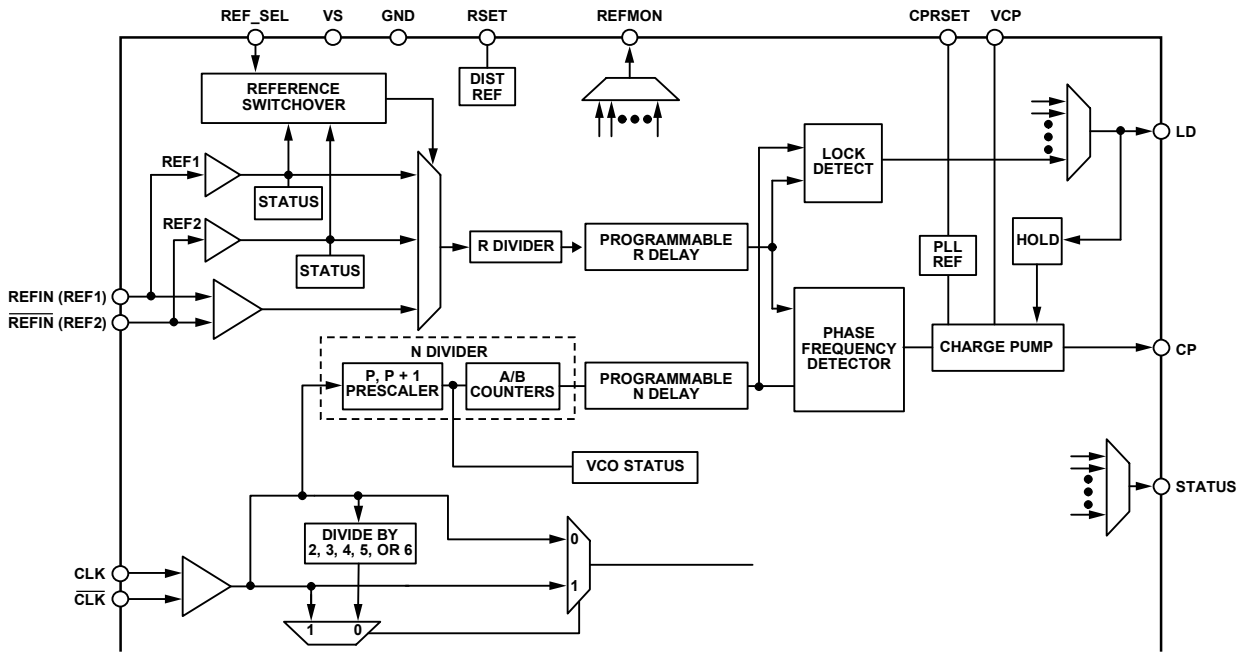 REF_SEL
VS
GND
RSET
REFMON
CPRSET
VCP
REFERENCE
SWITCHOVER
DIST
REF
LD
LOCK
DETECT
REF1
STATUS
REF2
STATUS
R DIVIDER
PROGRAMMABLE
R DELAY
PLL
REF
HOLD
REFIN (REF1)
REFIN (REF2)
N DIVIDER
P, P + 1
PRESCALER
A/B
COUNTERS
PROGRAMMABLE
N DELAY
PHASE
FREQUENCY
DETECTOR
CHARGE PUMP
CP
VCO STATUS
STATUS
DIVIDE BY
2, 3, 4, 5, OR 6
0
1
CLK
CLK
1
0